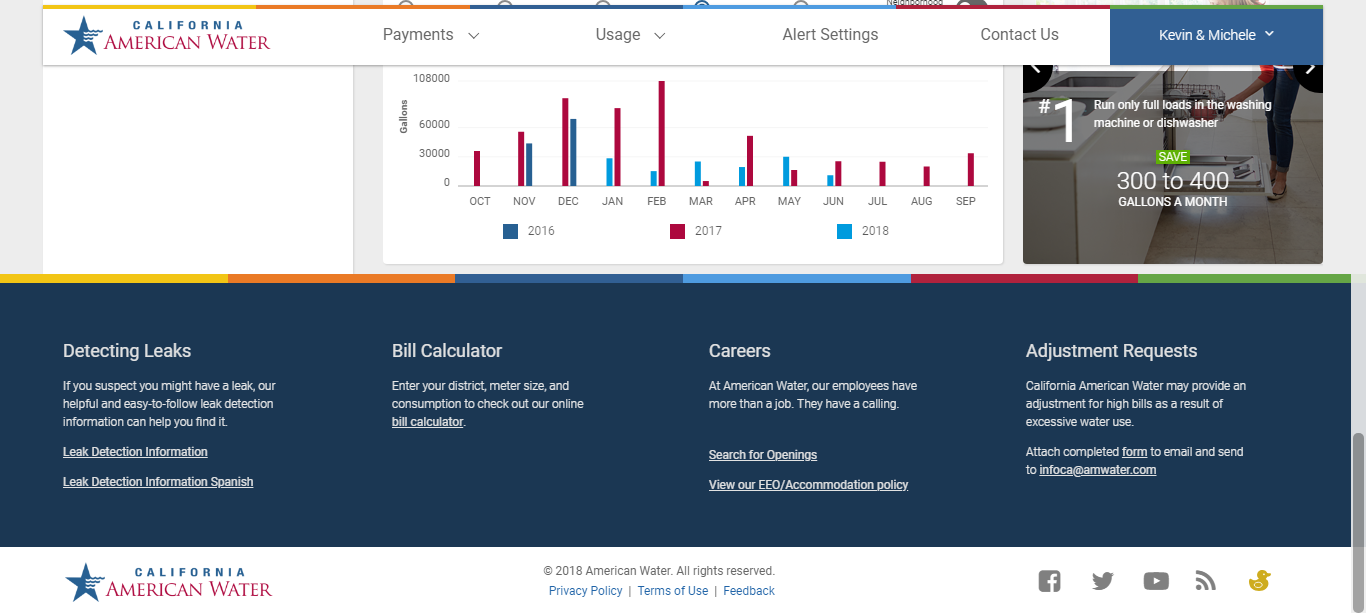 Neighborhood
CALIFORNIA
AMERICAN WATER
Payments
Usage
Alert Settings
Contact Us
Kevin & Michele
108000
60000
30000
0
Gallons
OCT NOV DEC JAN FEB MAR APR MAY JUN JUL AUG SEP
2016 2017 2018
#1
Run only full loads in the washing
machine or dishwasher
SAVE
300 to 400
GALLONS A MONTH
Detecting Leaks
If you suspect you might have a leak, our
helpful and easy-to-follow leak detection
information can help you find it.
Leak Detection Information
Leak Detection Information Spanish
Bill Calculator
Enter your district, meter size, and
consumption to check out our online
bill calculator.
Careers
At American Water, our employees have
more than a job. They have a calling.
Search for Openings
View our EEO/Accommodation policy
Adjustment Requests
California American Water may provide an
adjustment for high bills as a result of
excessive water use.
Attach completed form to email and send
to infoca@amwater.com
CALIFORNIA
AMERICAN WATER
© 2018 American Water. All rights reserved.
Privacy Policy | Terms of Use | Feedback